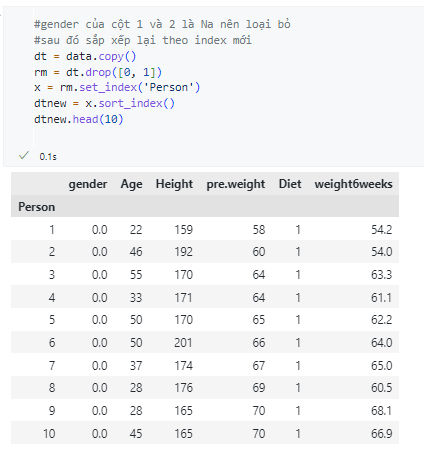 #gender của cột 1 và 2 là Na nên loại bỏ
#sau đó sắp xếp lại theo index mới
dt = data.copy()
rm = dt.drop([0, 1])
x = rm.set_index('Person')
dtnew = x.sort_index()
dtnew.head(10)
✓ 0.1s
gender Age Height pre.weight Diet weight6weeks
Person
1 0.0 22 159 58 1 54.2
2 0.0 46 192 60 1 54.0
3 0.0 55 170 64 1 63.3
4 0.0 33 171 64 1 61.1
5 0.0 50 170 65 1 62.2
6 0.0 50 201 66 1 64.0
7 0.0 37 174 67 1 65.0
8 0.0 28 176 69 1 60.5
9 0.0 28 165 70 1 68.1
10 0.0 45 165 70 1 66.9